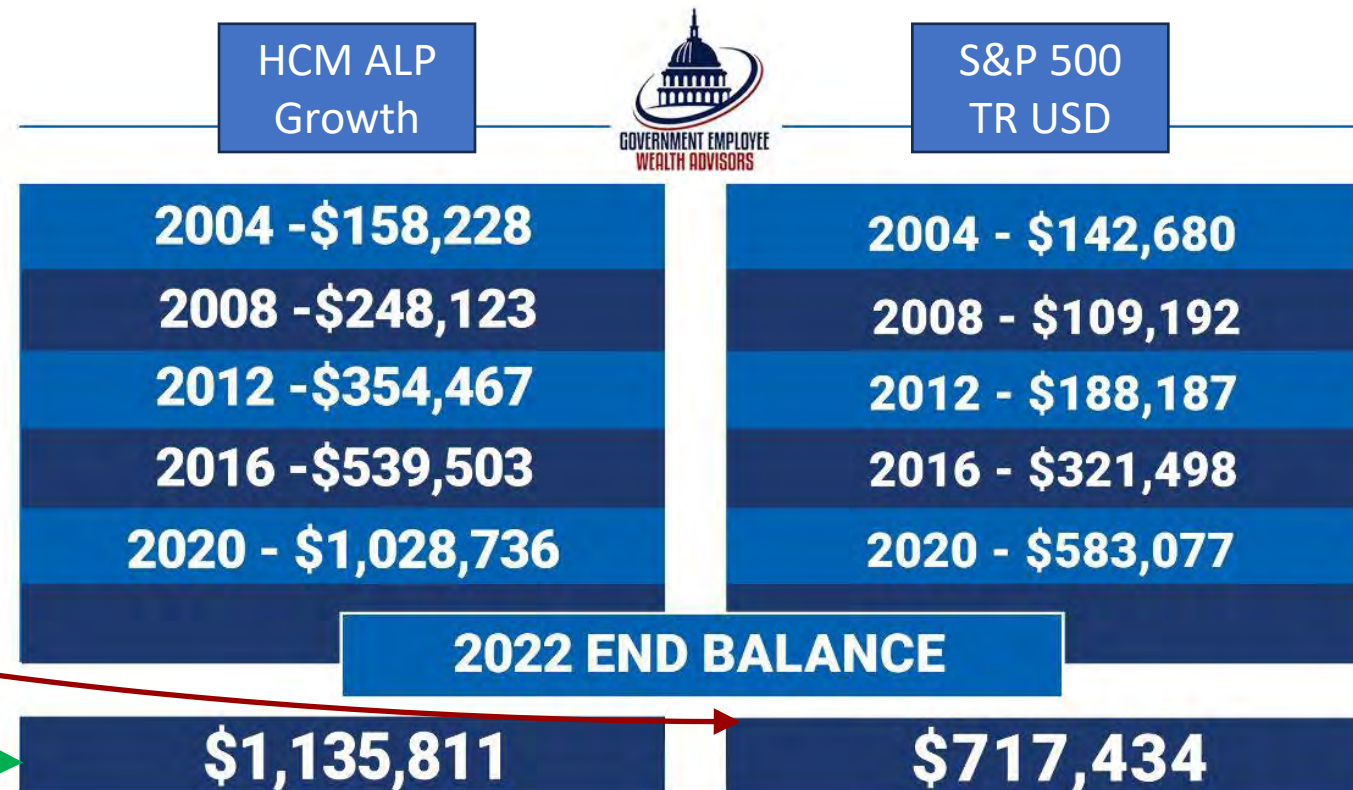 HCM ALP
Growth
GOVERNMENT EMPLOYEE
WEALTH ADVISORS
S&P 500
TR USD
2004 -$158,228
2008 -$248,123
2012 -$354,467
2016 -$539,503
2020 - $1,028,736
2004 - $142,680
2008 - $109,192
2012 - $188,187
2016 - $321,498
2020 - $583,077
2022 END BALANCE
$1,135,811
$717,434